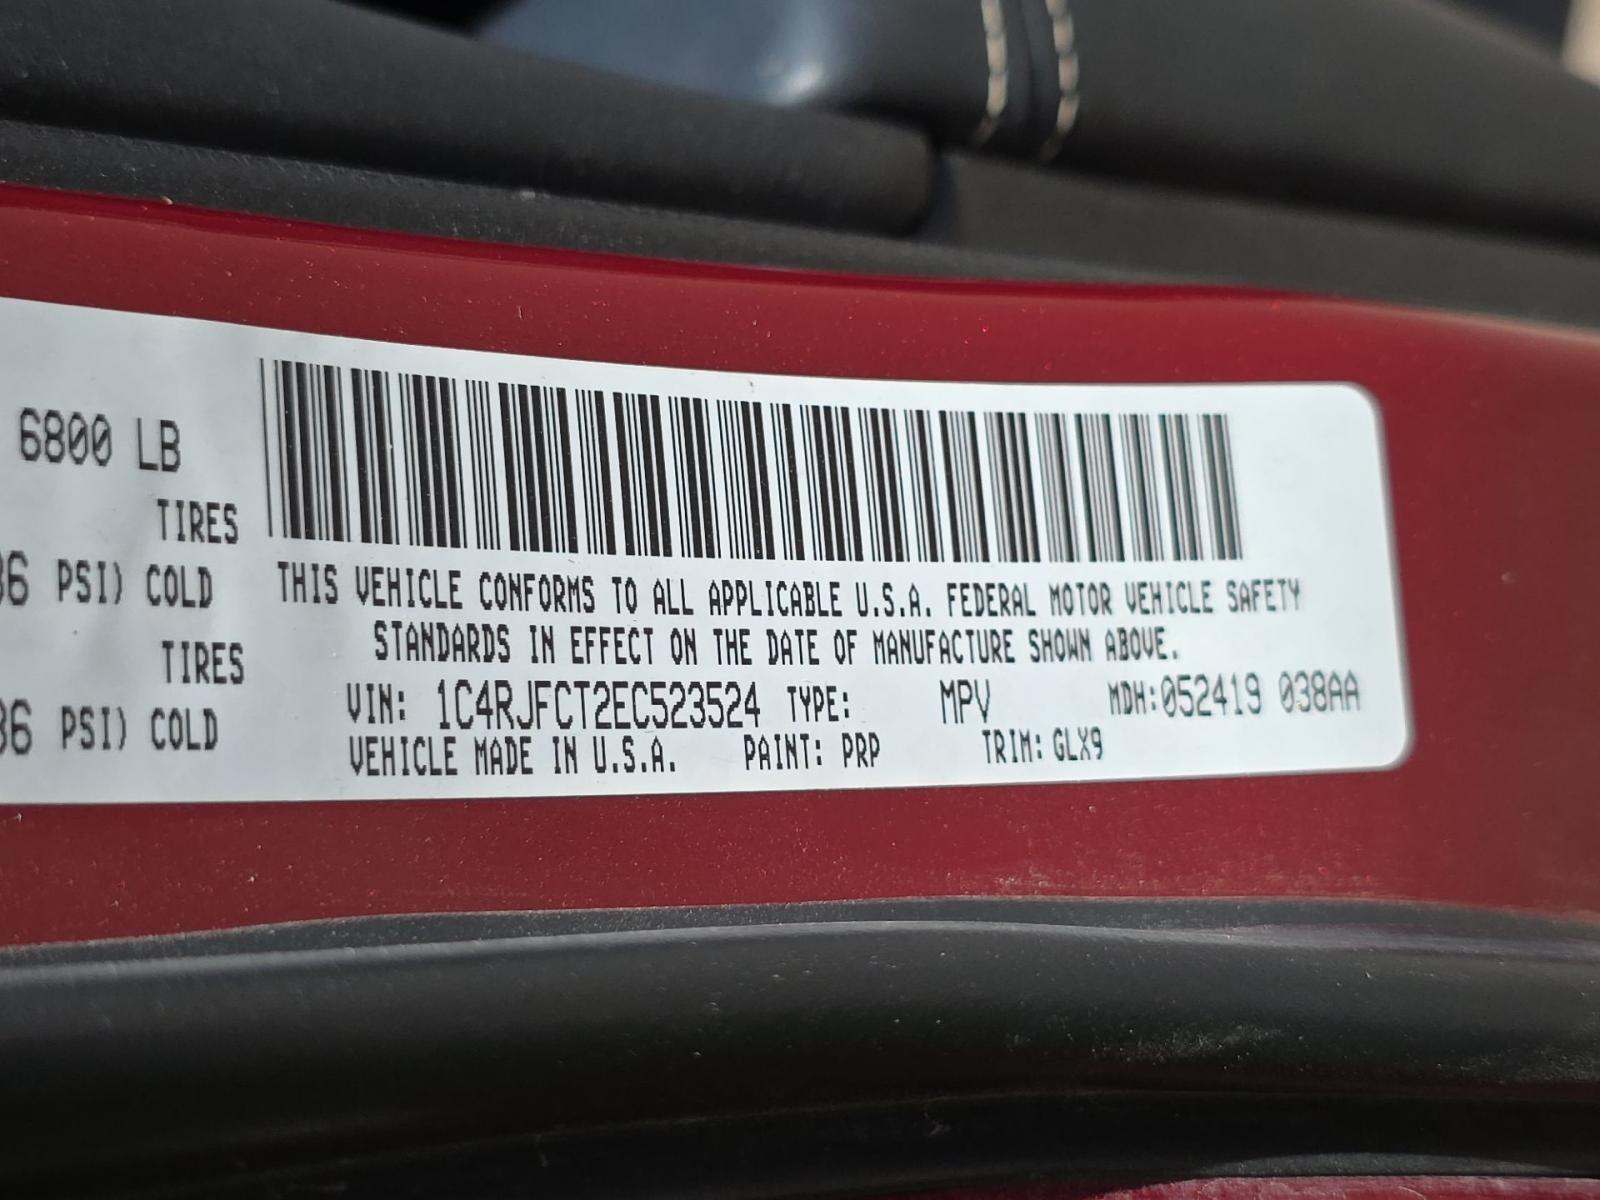 6800 LB
TIRES
36 PSI) COLD
TIRES
36 PSI) COLD
THIS VEHICLE CONFORMS TO ALL APPLICABLE U.S.A. FEDERAL MOTOR VEHICLE SAFETY
STANDARDS IN EFFECT ON THE DATE OF MANUFACTURE SHOWN ABOVE.
VIN: 1C4RJFCT2EC523524 TYPE: MPV MDH:052419 038AA
VEHICLE MADE IN U.S.A. PAINT: PRP TRIM: GLX9